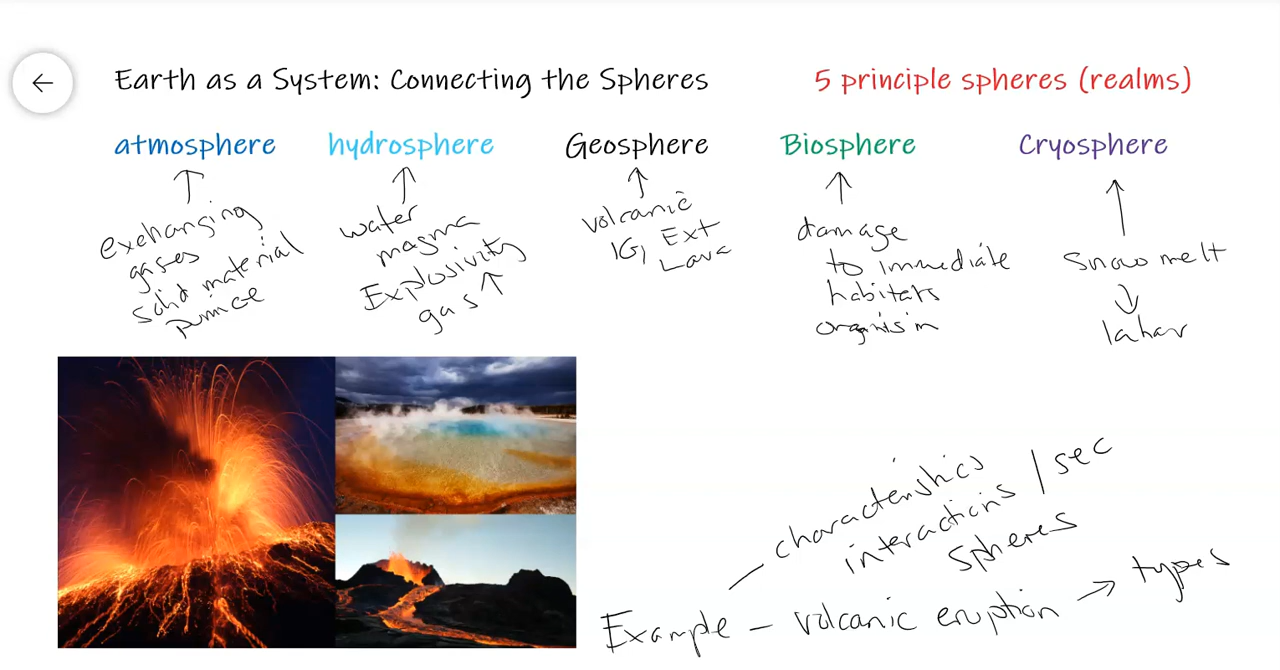 Earth as a System: Connecting the Spheres
5 principle spheres (realms)
atmosphere
hydrosphere
Geosphere
Biosphere
Cryosphere
exchanging
gases
solid material
pumice
water
magma
Explosivity
gas ↑
volcanic
IG, Ext
Lava
damage
to immediate
habitats
organism
Snow melt
↓
lahar
— characteristics
interactions / sec
spheres
Example – volcanic eruption → types